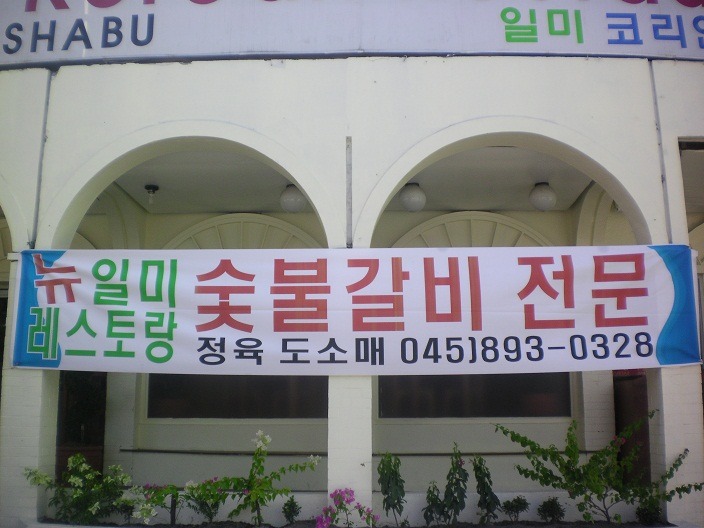 SHABU
일미 코리안
뉴 일미 숯불갈비 전문
레스토랑 정육 도소매 045)893-0328